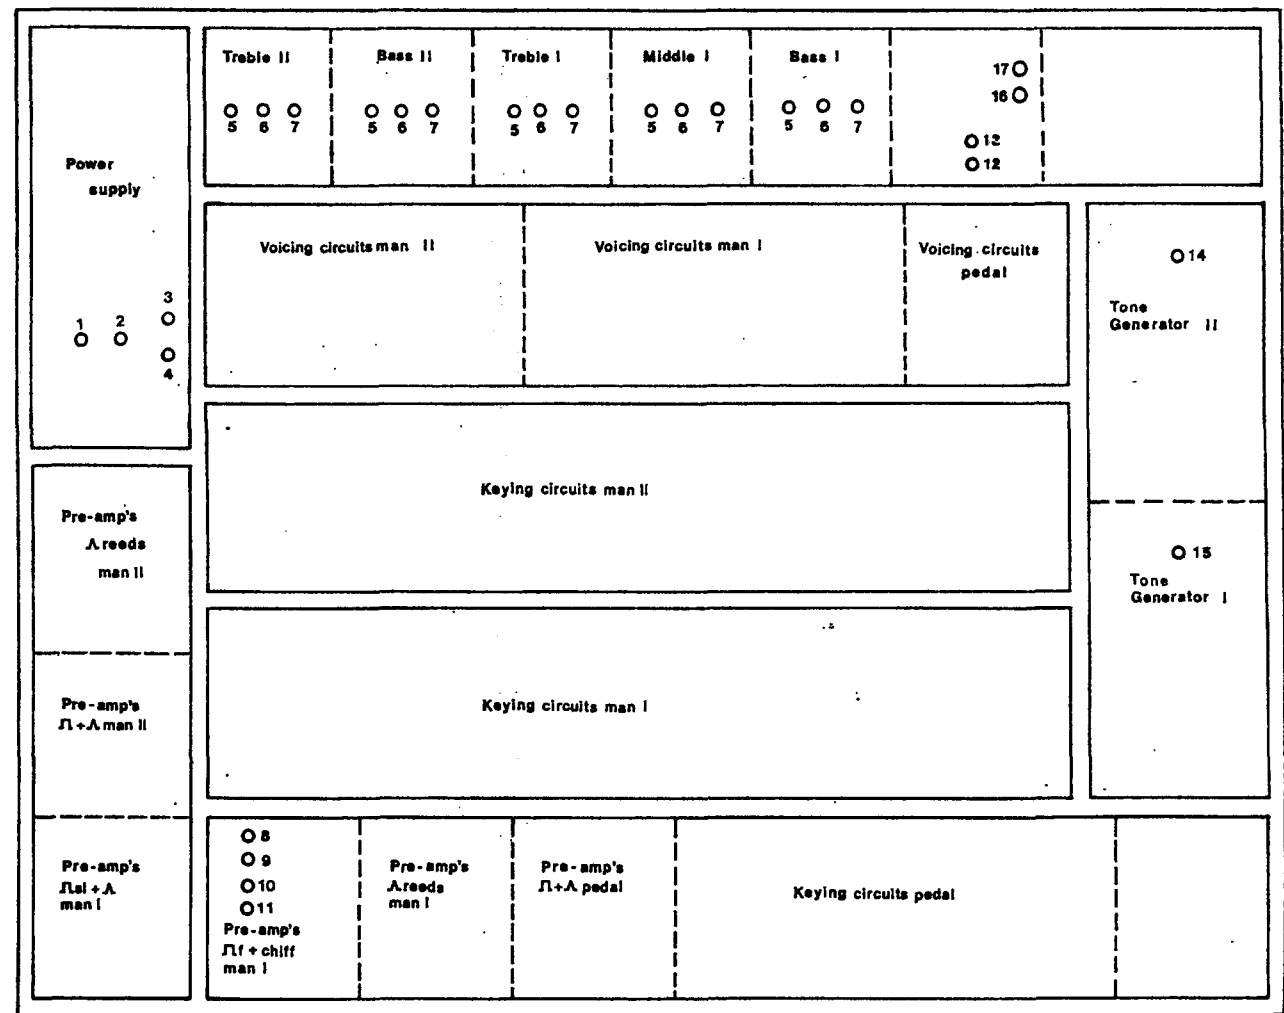 Power
supply
1
2
3
4
Treble II
5 6 7
Bass II
5 6 7
Treble I
5 6 7
Middle I
5 6 7
Bass I
5 6 7
17
16
12
12
Voicing circuits man II
Voicing circuits man I
Voicing circuits
pedal
14
Tone
Generator II
15
Tone
Generator I
Keying circuits man II
Keying circuits man I
Pre-amp's
reeds
man II
Pre-amp's
+ man II
Pre-amp's
sl +
man I
8
9
10
11
Pre-amp's
f + chiff
man I
Pre-amp's
reeds
man I
Pre-amp's
+ pedal
Keying circuits pedal